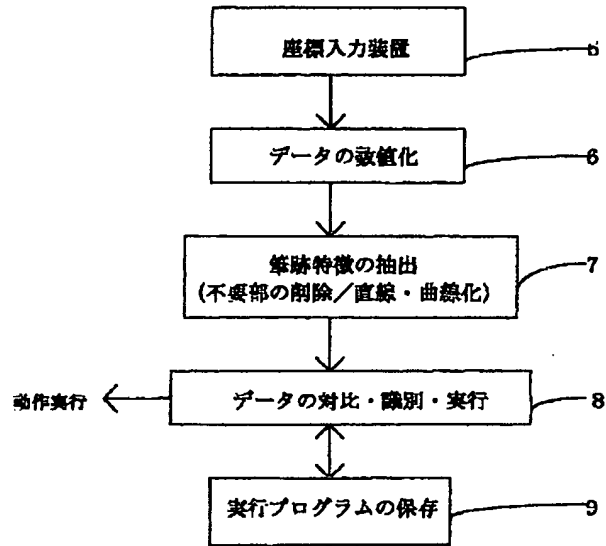 座標入力装置
5
データの数値化
6
筆跡特徴の抽出
(不要部の削除／直線・曲線化)
7
動作実行
データの対比・識別・実行
8
実行プログラムの保存
9